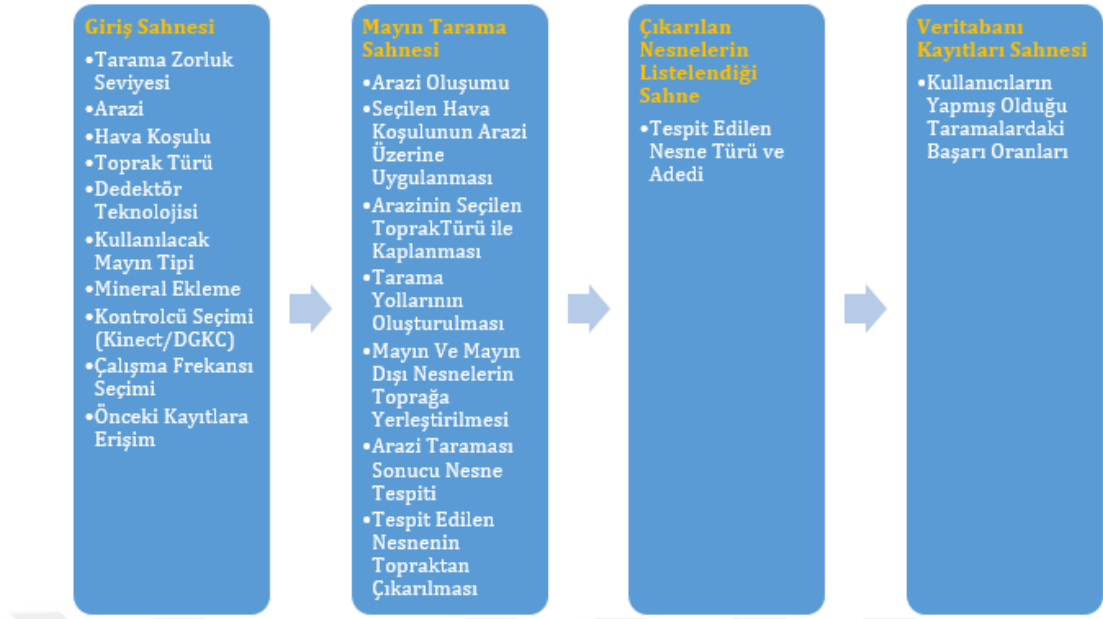 Giriş Sahnesi
•Tarama Zorluk
Seviyesi
•Arazi
•Hava Koşulu
•Toprak Türü
•Dedektör
Teknolojisi
•Kullanılacak
Mayın Tipi
•Mineral Ekleme
•Kontrolcü Seçimi
(Kinect/DGKC)
•Çalışma Frekansı
Seçimi
•Önceki Kayıtlara
Erişim
Mayın Tarama
Sahnesi
•Arazi Oluşumu
•Seçilen Hava
Koşulunun Arazi
Üzerine
Uygulanması
•Arazinin Seçilen
ToprakTürü ile
Kaplanması
•Tarama
Yollarının
Oluşturulması
•Mayın Ve Mayın
Dışı Nesnelerin
Toprağa
Yerleştirilmesi
•Arazi Taraması
Sonucu Nesne
Tespiti
•Tespit Edilen
Nesnenin
Topraktan
Çıkarılması
Çıkarılan
Nesnelerin
Listelendiği
Sahne
•Tespit Edilen
Nesne Türü ve
Adedi
Veritabanı
Kayıtları Sahnesi
•Kullanıcıların
Yapmış Olduğu
Taramalardaki
Başarı Oranları